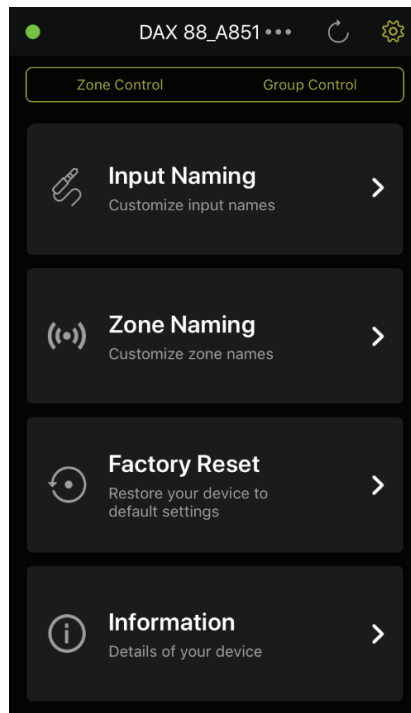 DAX 88_A851 •••
Zone Control Group Control
Input Naming
Customize input names
Zone Naming
Customize zone names
Factory Reset
Restore your device to
default settings
Information
Details of your device